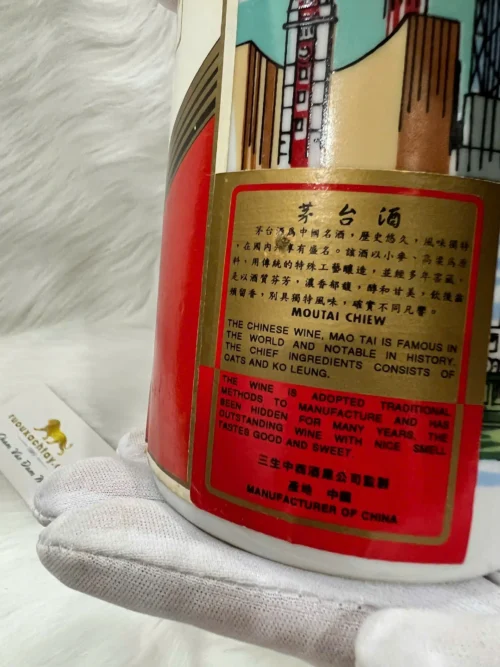 茅台酒
茅台酒為中國名酒，歷史悠久，風味獨特
，在國內 享有盛名。該酒以小麥、高粱為原
料，用傳統的特殊工藝釀造，並經多年窖藏，
是以酒質芬芳，濃香郁馥，醇和甘美，飲後齒
頰留香，別具獨特風味，確實不同凡響。
MOUTAI CHIEW
THE CHINESE WINE, MAO TAI IS FAMOUS IN
THE WORLD AND NOTABLE IN HISTORY.
THE CHIEF INGREDIENTS CONSISTS OF
OATS AND KO LEUNG.
THE WINE IS ADOPTED TRADITIONAL
METHODS TO MANUFACTURE AND HAS
BEEN HIDDEN FOR MANY YEARS, THE
OUTSTANDING WINE WITH NICE SMELL
TASTES GOOD AND SWEET.
三生中西酒業公司監製
產地 中國
MANUFACTURER OF CHINA